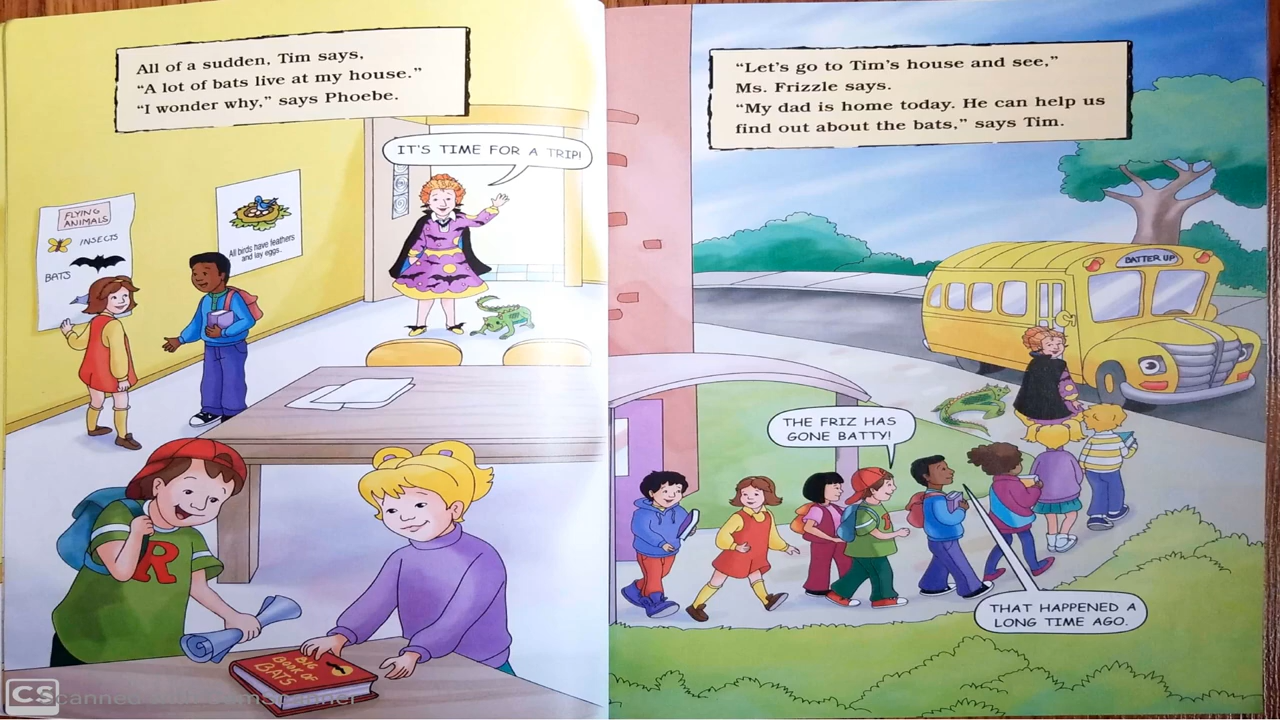 All of a sudden, Tim says,
“A lot of bats live at my house.”
“I wonder why,” says Phoebe.
IT'S TIME FOR A TRIP!
FLYING
ANIMALS
INSECTS
BATS
All birds have feathers
and lay eggs.
R
BIG
BOOK OF
BATS
CS canned
“Let's go to Tim's house and see,”
Ms. Frizzle says.
“My dad is home today. He can help us
find out about the bats,” says Tim.
BATTER UP
THE FRIZ HAS
GONE BATTY!
THAT HAPPENED A
LONG TIME AGO.